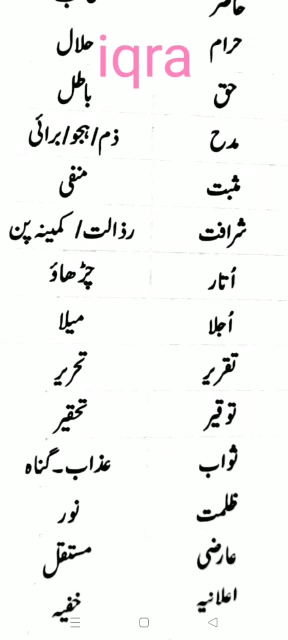 حاضر
iqra
حرام حلال
حق باطل
مدح ذم/ہجو/برائی
مثبت منفی
شرافت رذالت/ کمینہ پن
اُتار چڑھاؤ
اُجلا میلا
تقریر تحریر
توقیر تحقیر
ثواب عذاب۔گناہ
ظلمت نور
عارضی مستقل
اعلانیہ خفیہ